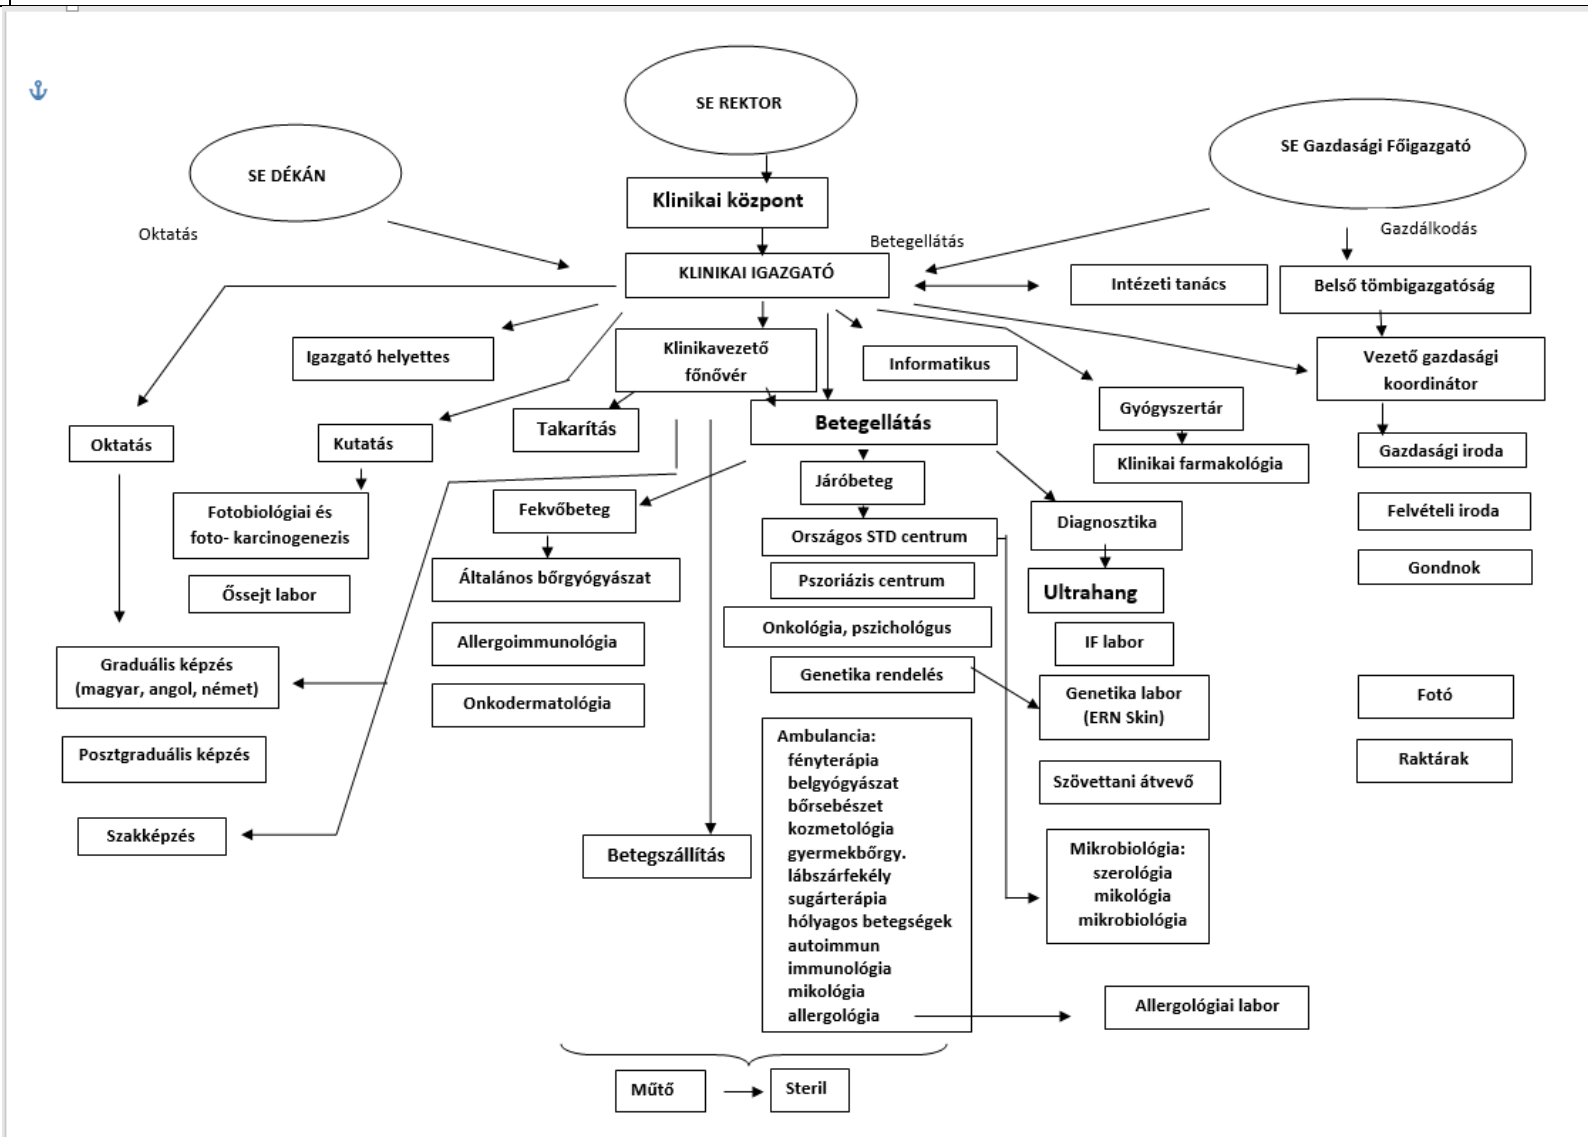 SE REKTOR
SE Gazdasági Főigazgató
SE DÉKÁN
Klinikai központ
Oktatás
Betegellátás
Gazdálkodás
KLINIKAI IGAZGATÓ
Intézeti tanács
Belső tömbigazgatóság
Igazgató helyettes
Klinikavezető
főnővér
Informatikus
Vezető gazdasági
koordinátor
Oktatás
Kutatás
Takarítás
Betegellátás
Gyógyszertár
Klinikai farmakológia
Gazdasági iroda
Fotobiológiai és
foto- karcinogenezis
Fekvőbeteg
Járóbeteg
Diagnosztika
Felvételi iroda
Országos STD centrum
Őssejt labor
Általános bőrgyógyászat
Pszoriázis centrum
Ultrahang
Gondnok
Allergoimmunológia
Onkológia, pszichológus
IF labor
Graduális képzés
(magyar, angol, német)
Onkodermatológia
Genetika rendelés
Genetika labor
(ERN Skin)
Fotó
Posztgraduális képzés
Szövettani átvevő
Raktárak
Szakképzés
Betegszállítás
Ambulancia:
fényterápia
belgyógyászat
bőrsebészet
kozmetológia
gyermekbőrgy.
lábszárfekély
sugárterápia
hólyagos betegségek
autoimmun
immunológia
mikológia
allergológia
Mikrobiológia:
szerológia
mikológia
mikrobiológia
Allergológiai labor
Műtő
Steril